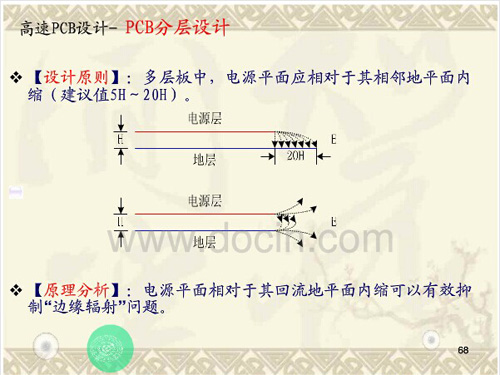 高速PCB设计- PCB分层设计
❖ 【设计原则】：多层板中，电源平面应相对于其相邻地平面内
缩（建议值5H～20H）。
电源层
H
E
地层
20H
电源层
H
E
地层
www.docin.com
❖ 【原理分析】：电源平面相对于其回流地平面内缩可以有效抑
制“边缘辐射”问题。
68